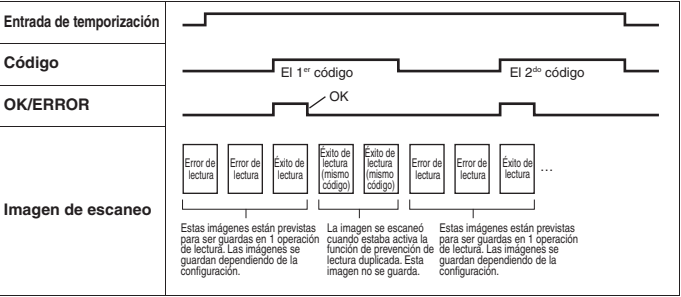 Entrada de temporización
Código
El 1er código
El 2do código
OK/ERROR
OK
Imagen de escaneo
Error de
lectura
Error de
lectura
Éxito de
lectura
Éxito de
lectura
(mismo
código)
Éxito de
lectura
(mismo
código)
Error de
lectura
Error de
lectura
Éxito de
lectura
...
Estas imágenes están previstas
para ser guardas en 1 operación
de lectura. Las imágenes se
guardan dependiendo de la
configuración.
La imagen se escaneó
cuando estaba activa la
función de prevención de
lectura duplicada. Esta
imagen no se guarda.
Estas imágenes están previstas
para ser guardas en 1 operación
de lectura. Las imágenes se
guardan dependiendo de la
configuración.